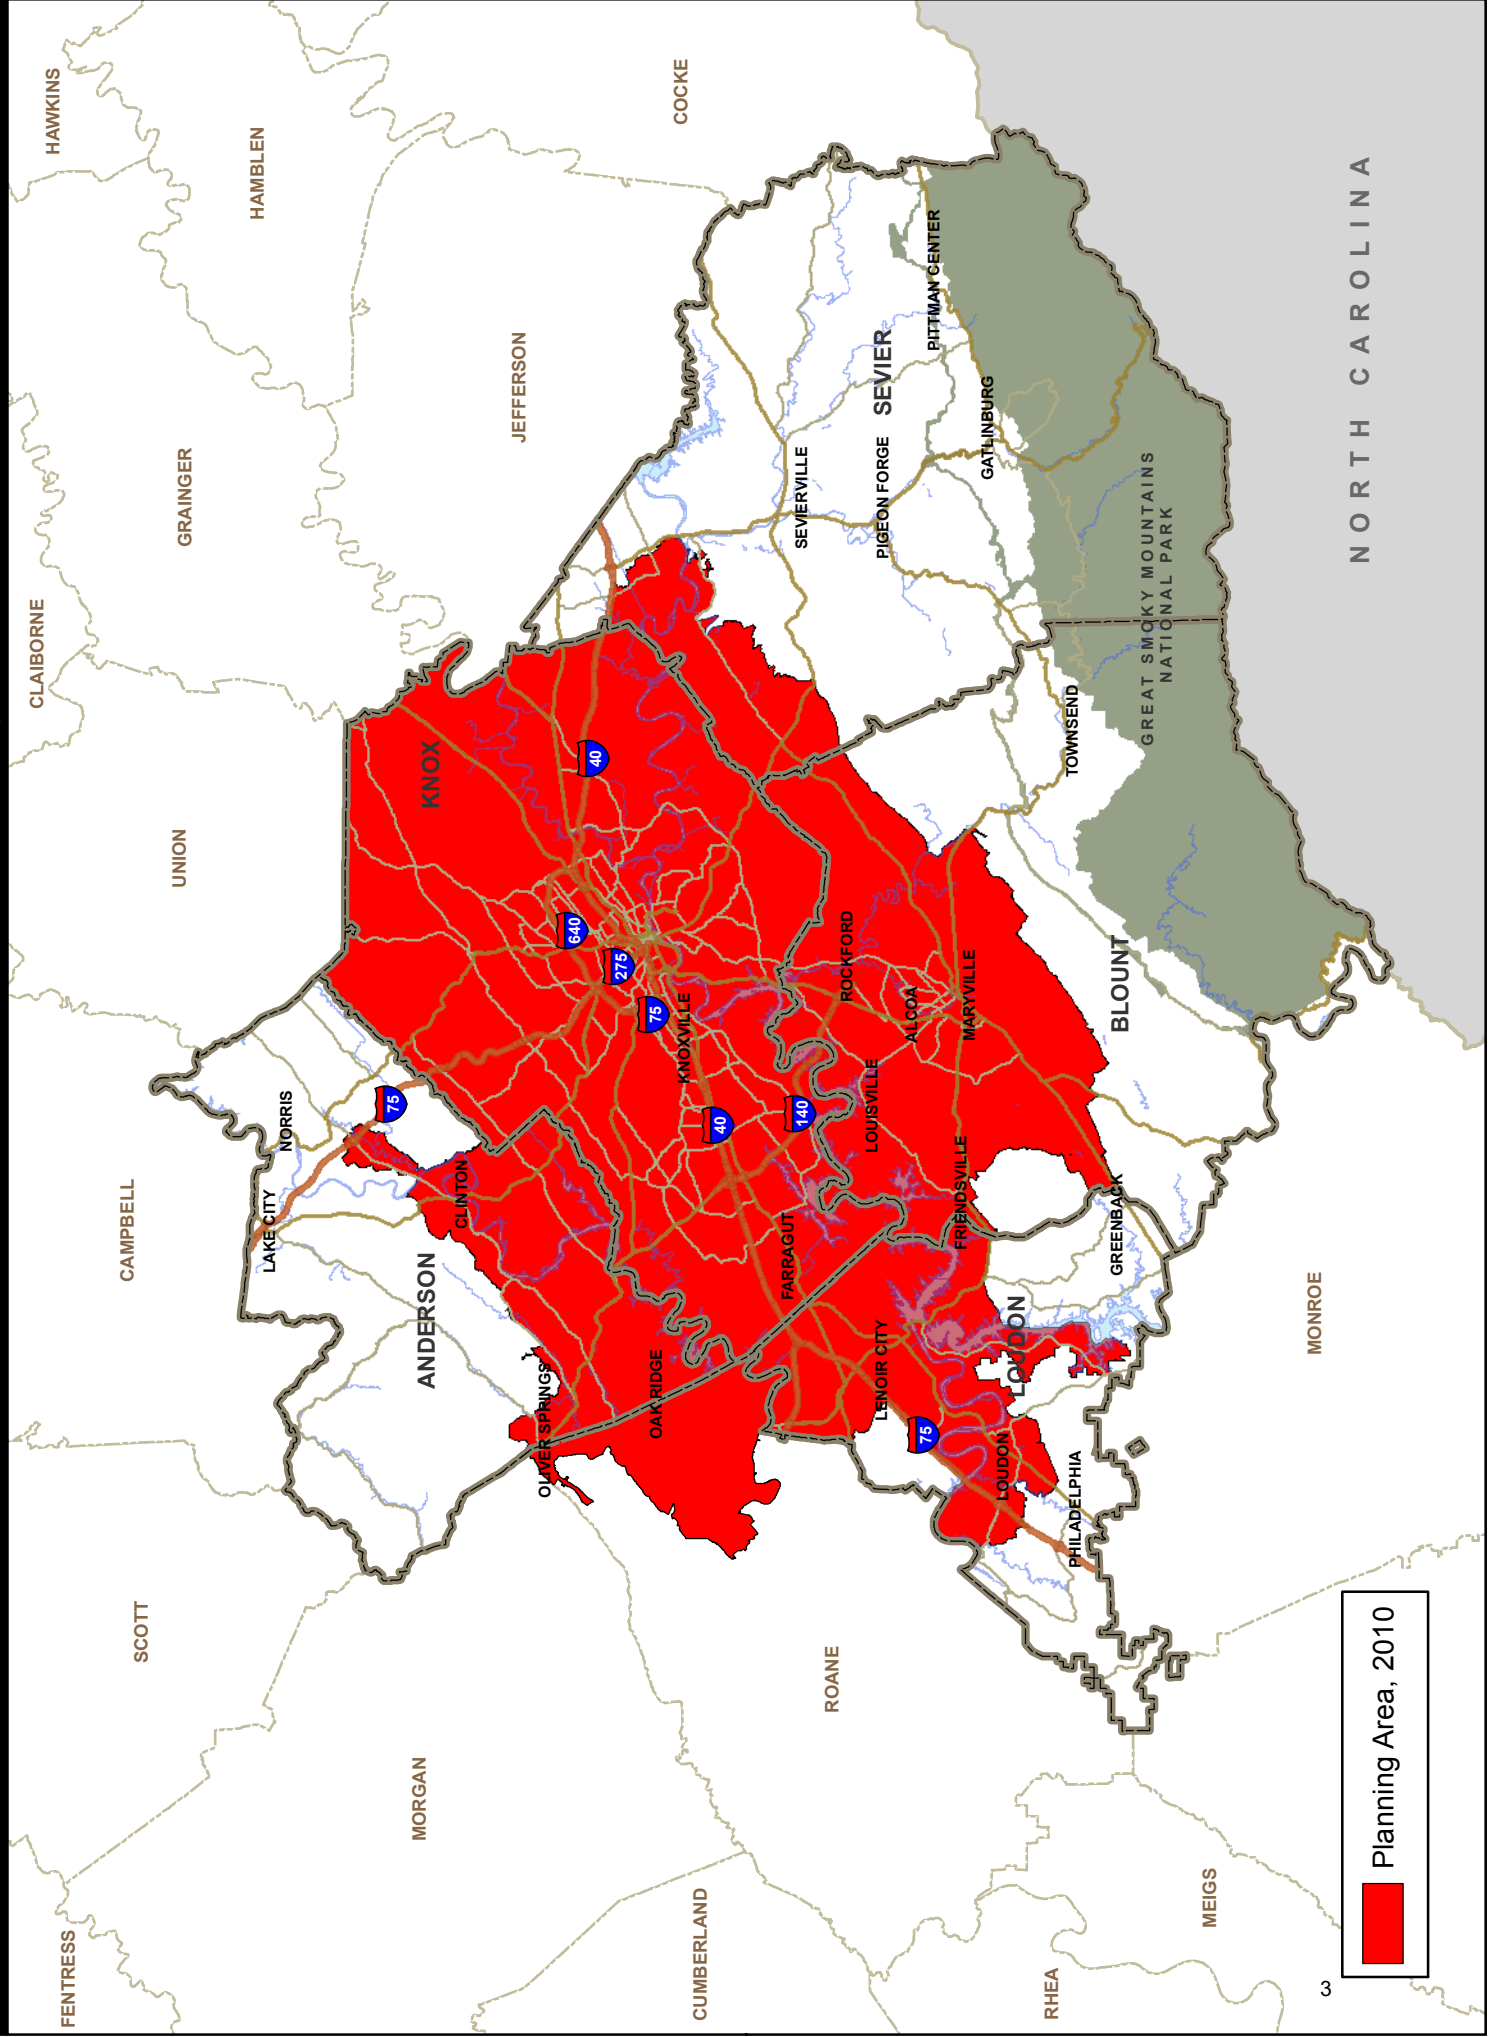 FENTRESS
SCOTT
CAMPBELL
UNION
CLAIBORNE
GRANGER
HAWKINS
HAMBLEN
JEFFERSON
COCKE
MORGAN
CUMBERLAND
ROANE
RHEA
MEIGS
MONROE
ANDERSON
KNOX
SEVIER
BLOUNT
LOUDON
LAKE CITY
NORRIS
CLINTON
OLIVER SPRINGS
OAK RIDGE
KNOXVILLE
FARRAGUT
LENOIR CITY
LOUDON
PHILADELPHIA
GREENBACK
FRIENDSVILLE
LOUISVILLE
ROCKFORD
ALCOA
MARYVILLE
TOWNSEND
SEVIERVILLE
PIGEON FORGE
GATLINBURG
PITTMAN CENTER
75
640
275
75
40
40
140
75
GREAT SMOKY MOUNTAINS
NATIONAL PARK
NORTH CAROLINA
Planning Area, 2010
3